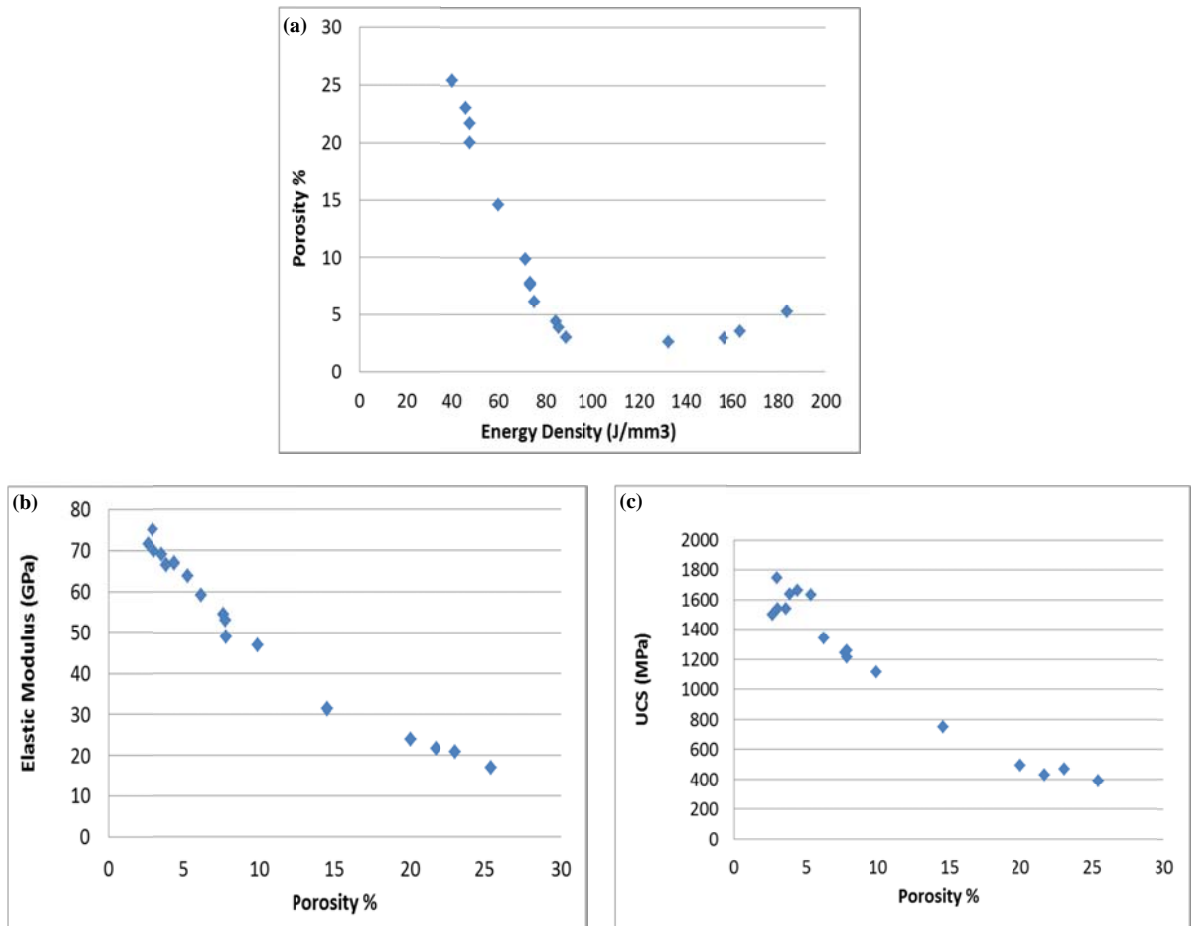 (a)
30
25
20
15
10
5
0
Porosity %
0 20 40 60 80 100 120 140 160 180 200
Energy Density (J/mm3)
(b)
80
70
60
50
40
30
20
10
0
Elastic Modulus (GPa)
0 5 10 15 20 25 30
Porosity %
(c)
2000
1800
1600
1400
1200
1000
800
600
400
200
0
UCS (MPa)
0 5 10 15 20 25 30
Porosity %